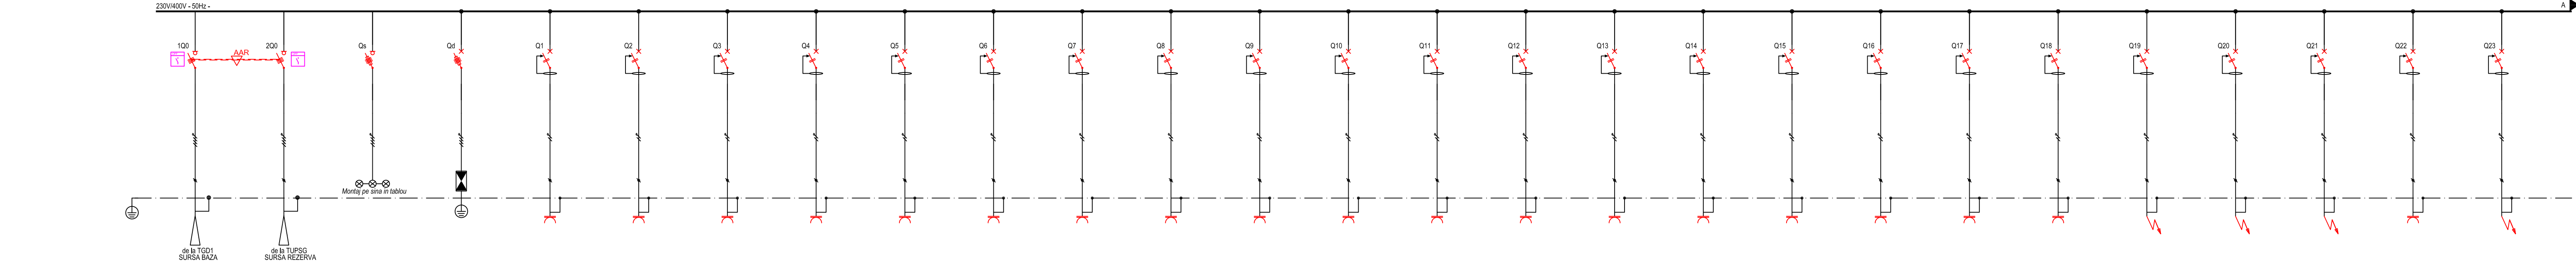 230V/400V - 50Hz -
A
1Q0
2Q0
Qs
Qd
Q1
Q2
Q3
Q4
Q5
Q6
Q7
Q8
Q9
Q10
Q11
Q12
Q13
Q14
Q15
Q16
Q17
Q18
Q19
Q20
Q21
Q22
Q23
AAR
Montaj pe sina in tablou
de la TGD1
SURSA BAZA
de la TUPSG
SURSA REZERVA